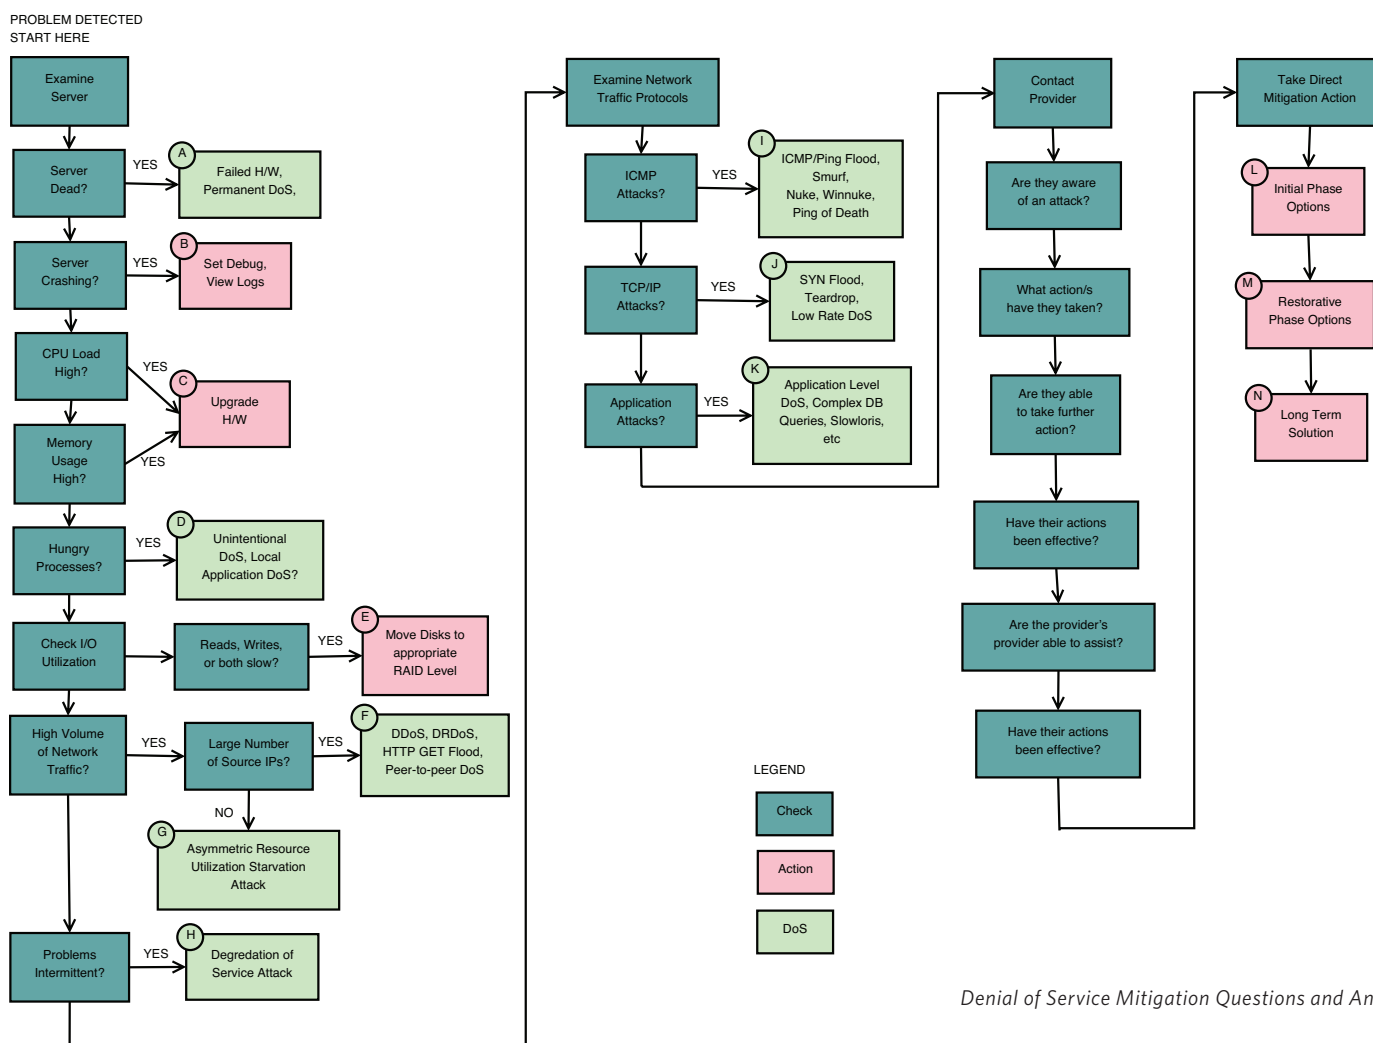 PROBLEM DETECTED
START HERE
Examine
Server
Server
Dead?
YES
A
Failed H/W,
Permanent DoS,
Server
Crashing?
YES
B
Set Debug,
View Logs
CPU Load
High?
YES
C
Upgrade
H/W
Memory
Usage
High?
YES
Hungry
Processes?
YES
D
Unintentional
DoS, Local
Application DoS?
Check I/O
Utilization
Reads, Writes,
or both slow?
YES
E
Move Disks to
appropriate
RAID Level
High Volume
of Network
Traffic?
YES
Large Number
of Source IPs?
YES
F
DDoS, DRDoS,
HTTP GET Flood,
Peer-to-peer DoS
NO
G
Asymmetric Resource
Utilization Starvation
Attack
Problems
Intermittent?
YES
H
Degredation of
Service Attack
Examine Network
Traffic Protocols
ICMP
Attacks?
YES
I
ICMP/Ping Flood,
Smurf,
Nuke, Winnuke,
Ping of Death
TCP/IP
Attacks?
YES
J
SYN Flood,
Teardrop,
Low Rate DoS
Application
Attacks?
YES
K
Application Level
DoS, Complex DB
Queries, Slowloris,
etc
Contact
Provider
Are they aware
of an attack?
What action/s
have they taken?
Are they able
to take further
action?
Have their actions
been effective?
Are the provider's
provider able to assist?
Have their actions
been effective?
Take Direct
Mitigation Action
L
Initial Phase
Options
M
Restorative
Phase Options
N
Long Term
Solution
LEGEND
Check
Action
DoS
Denial of Service Mitigation Questions and An